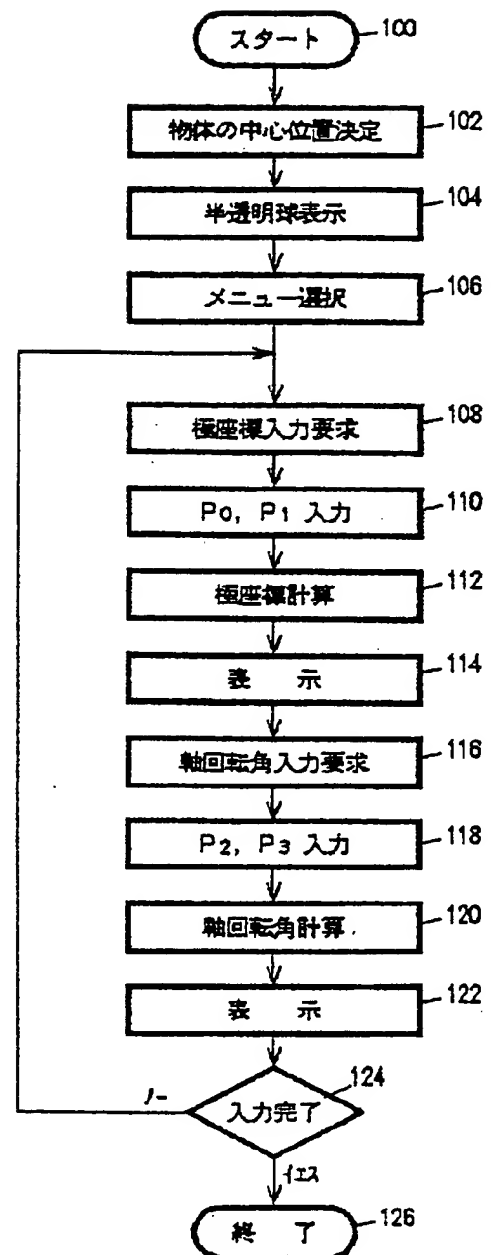 スタート
100
物体の中心位置決定
102
半透明球表示
104
メニュー選択
106
極座標入力要求
108
P0, P1 入力
110
極座標計算
112
表 示
114
軸回転角入力要求
116
P2, P3 入力
118
軸回転角計算
120
表 示
122
入力完了
124
ノー
イエス
終 了
126